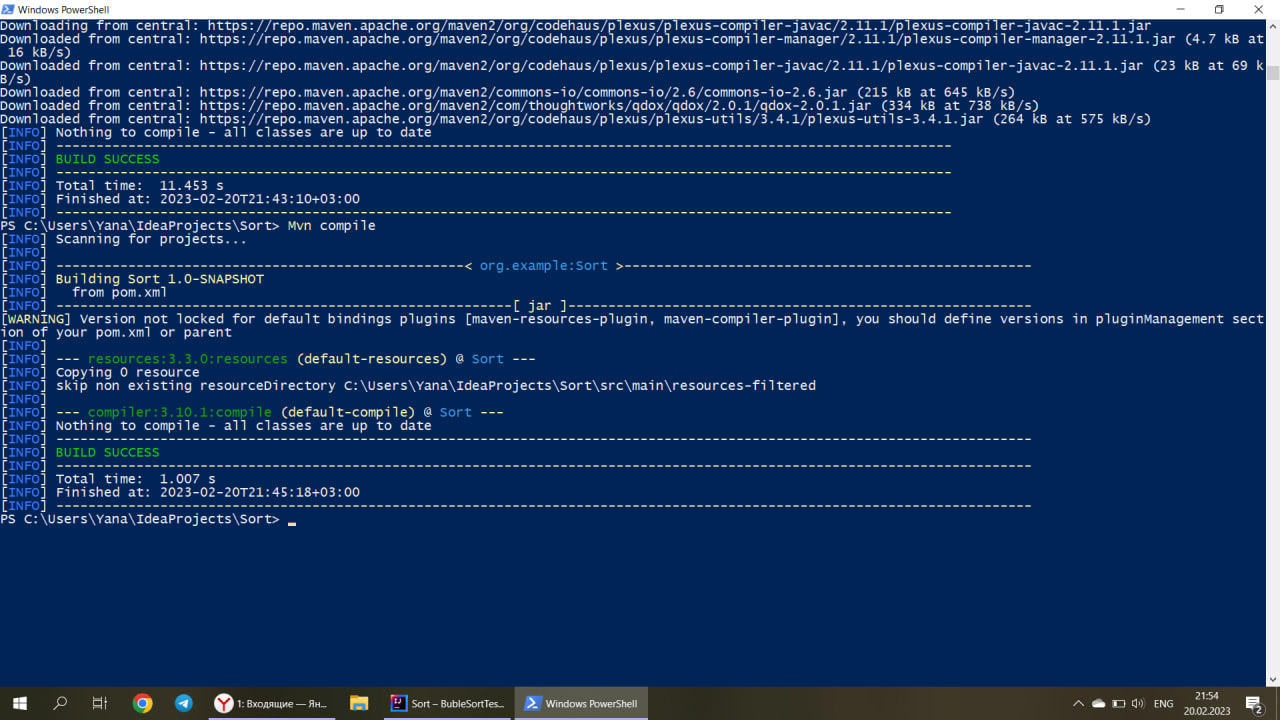 Windows PowerShell
Downloading from central: https://repo.maven.apache.org/maven2/org/codehaus/plexus/plexus-compiler-javac/2.11.1/plexus-compiler-javac-2.11.1.jar
Downloaded from central: https://repo.maven.apache.org/maven2/org/codehaus/plexus/plexus-compiler-manager/2.11.1/plexus-compiler-manager-2.11.1.jar (4.7 kB at
16 kB/s)
Downloaded from central: https://repo.maven.apache.org/maven2/org/codehaus/plexus/plexus-compiler-javac/2.11.1/plexus-compiler-javac-2.11.1.jar (23 kB at 69 k
B/s)
Downloaded from central: https://repo.maven.apache.org/maven2/commons-io/commons-io/2.6/commons-io-2.6.jar (215 kB at 645 kB/s)
Downloaded from central: https://repo.maven.apache.org/maven2/com/thoughtworks/qdox/qdox/2.0.1/qdox-2.0.1.jar (334 kB at 738 kB/s)
Downloaded from central: https://repo.maven.apache.org/maven2/org/codehaus/plexus/plexus-utils/3.4.1/plexus-utils-3.4.1.jar (264 kB at 575 kB/s)
[INFO] Nothing to compile - all classes are up to date
[INFO] ----------------------------------------------------------------------------------------------------------------
[INFO] BUILD SUCCESS
[INFO] ----------------------------------------------------------------------------------------------------------------
[INFO] Total time:  11.453 s
[INFO] Finished at: 2023-02-20T21:43:10+03:00
[INFO] ----------------------------------------------------------------------------------------------------------------
PS C:\Users\Yana\IdeaProjects\Sort> Mvn compile
[INFO] Scanning for projects...
[INFO]
[INFO] ---------------------------------------------------< org.example:Sort >---------------------------------------------------
[INFO] Building Sort 1.0-SNAPSHOT
[INFO]   from pom.xml
[INFO] ---------------------------------------------------------[ jar ]----------------------------------------------------------
[WARNING] Version not locked for default bindings plugins [maven-resources-plugin, maven-compiler-plugin], you should define versions in pluginManagement sect
ion of your pom.xml or parent
[INFO]
[INFO] --- resources:3.3.0:resources (default-resources) @ Sort ---
[INFO] Copying 0 resource
[INFO] skip non existing resourceDirectory C:\Users\Yana\IdeaProjects\Sort\src\main\resources-filtered
[INFO]
[INFO] --- compiler:3.10.1:compile (default-compile) @ Sort ---
[INFO] Nothing to compile - all classes are up to date
[INFO] --------------------------------------------------------------------------------------------------------------------------
[INFO] BUILD SUCCESS
[INFO] --------------------------------------------------------------------------------------------------------------------------
[INFO] Total time:  1.007 s
[INFO] Finished at: 2023-02-20T21:45:18+03:00
[INFO] --------------------------------------------------------------------------------------------------------------------------
PS C:\Users\Yana\IdeaProjects\Sort>
1: Входящие — Ян...
Sort – BubleSortTes...
Windows PowerShell
ENG
21:54
20.02.2023
2